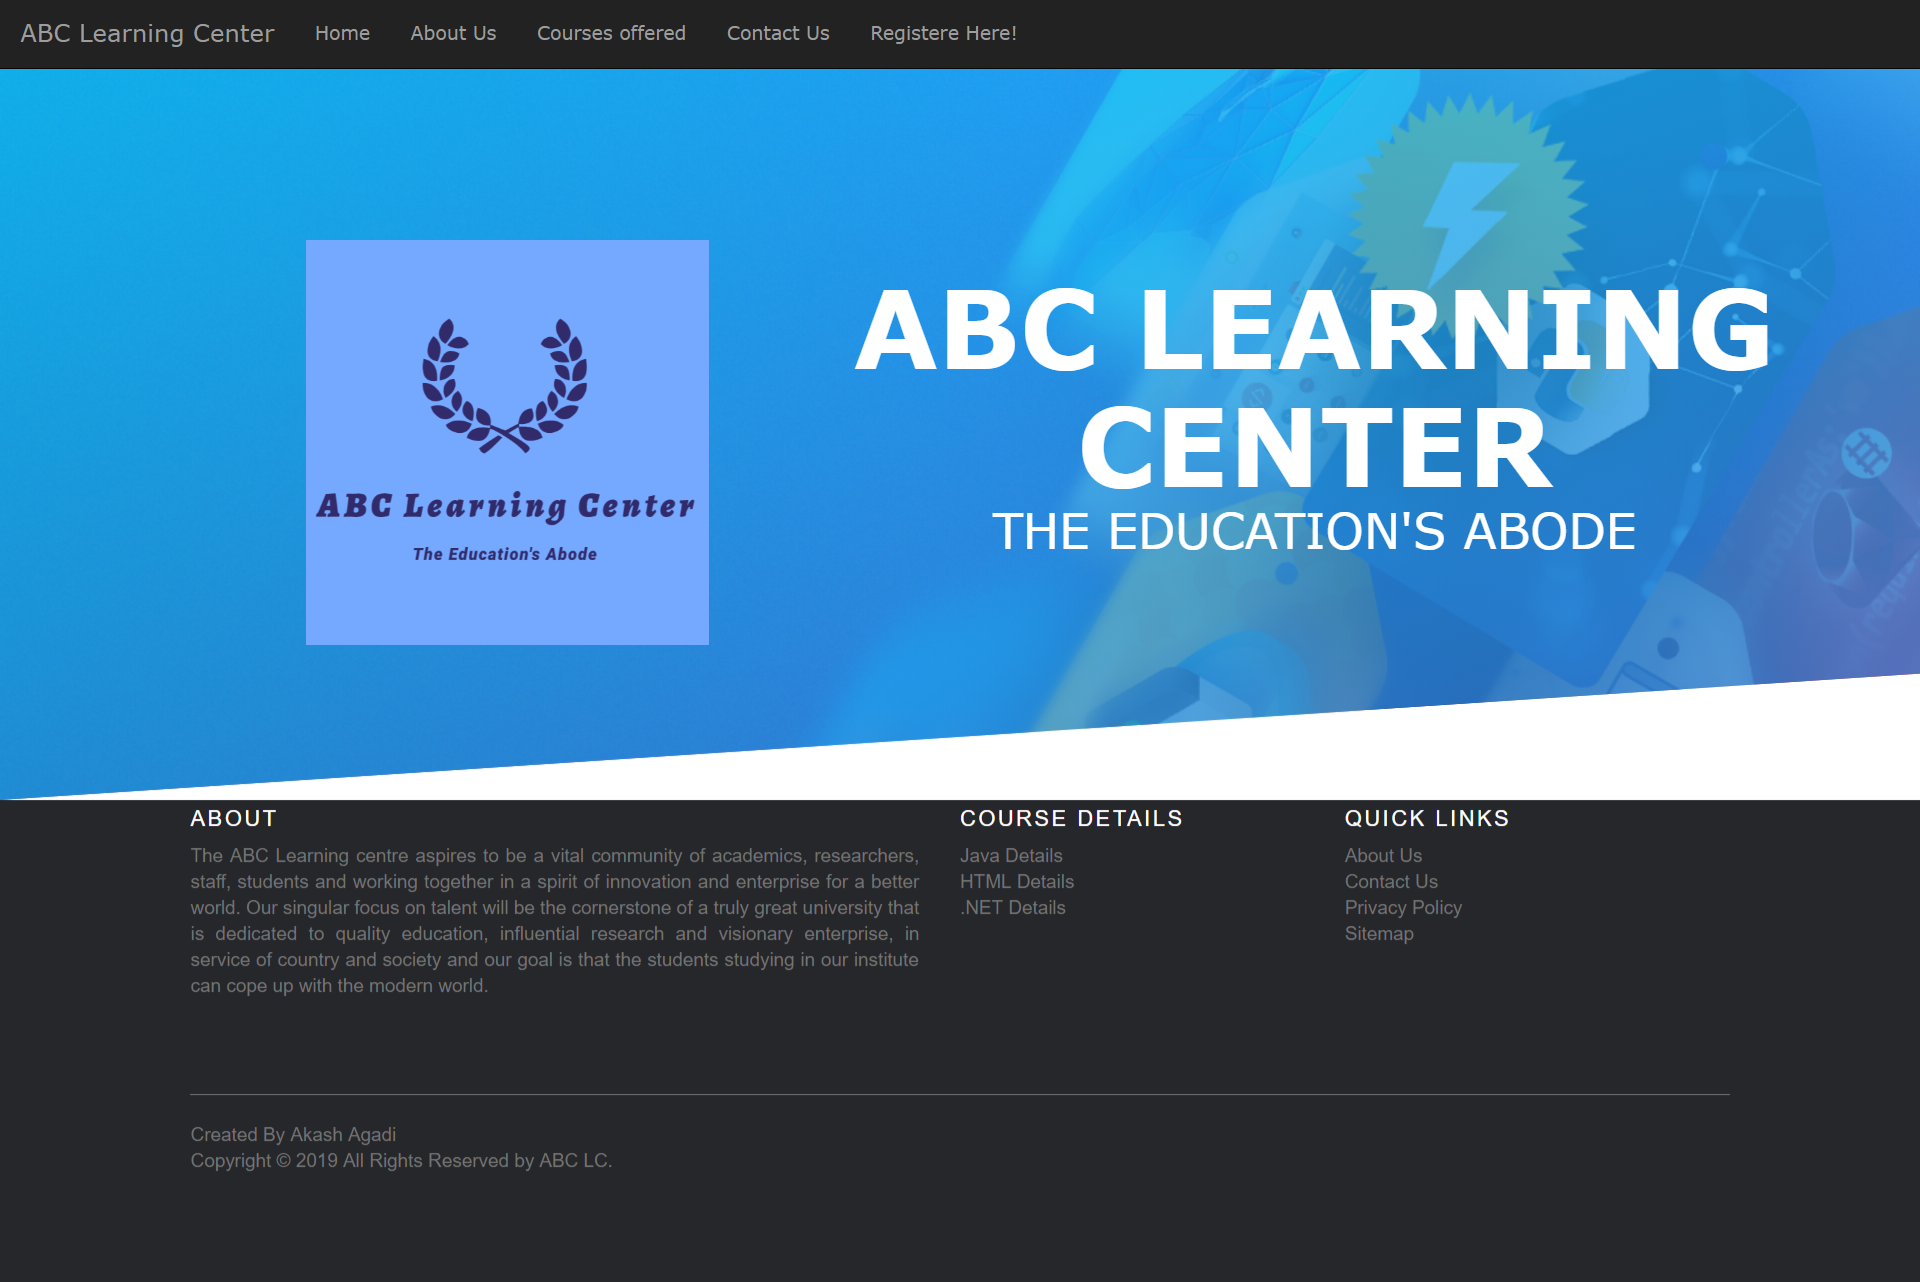 ABC Learning Center Home About Us Courses offered Contact Us Registere Here!
ABC Learning Center
The Education's Abode
ABC LEARNING
CENTER
THE EDUCATION'S ABODE
ABOUT
The ABC Learning centre aspires to be a vital community of academics, researchers,
staff, students and working together in a spirit of innovation and enterprise for a better
world. Our singular focus on talent will be the cornerstone of a truly great university that
is dedicated to quality education, influential research and visionary enterprise, in
service of country and society and our goal is that the students studying in our institute
can cope up with the modern world.
COURSE DETAILS
Java Details
HTML Details
.NET Details
QUICK LINKS
About Us
Contact Us
Privacy Policy
Sitemap
Created By Akash Agadi
Copyright © 2019 All Rights Reserved by ABC LC.